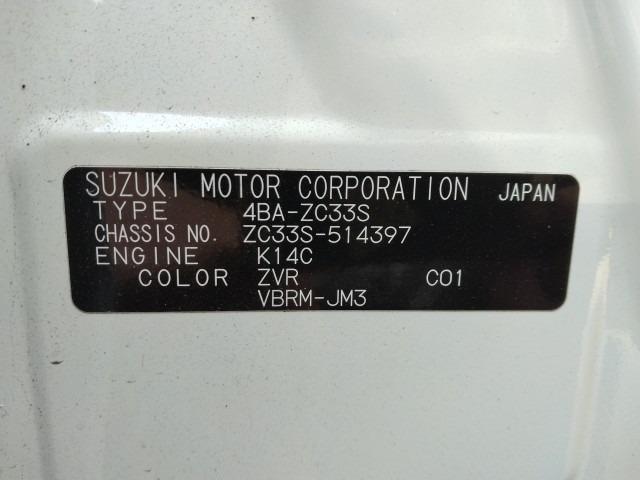 SUZUKI MOTOR CORPORATION JAPAN
TYPE 4BA-ZC33S
CHASSIS NO. ZC33S-514397
ENGINE K14C
COLOR ZVR C01
VBRM-JM3